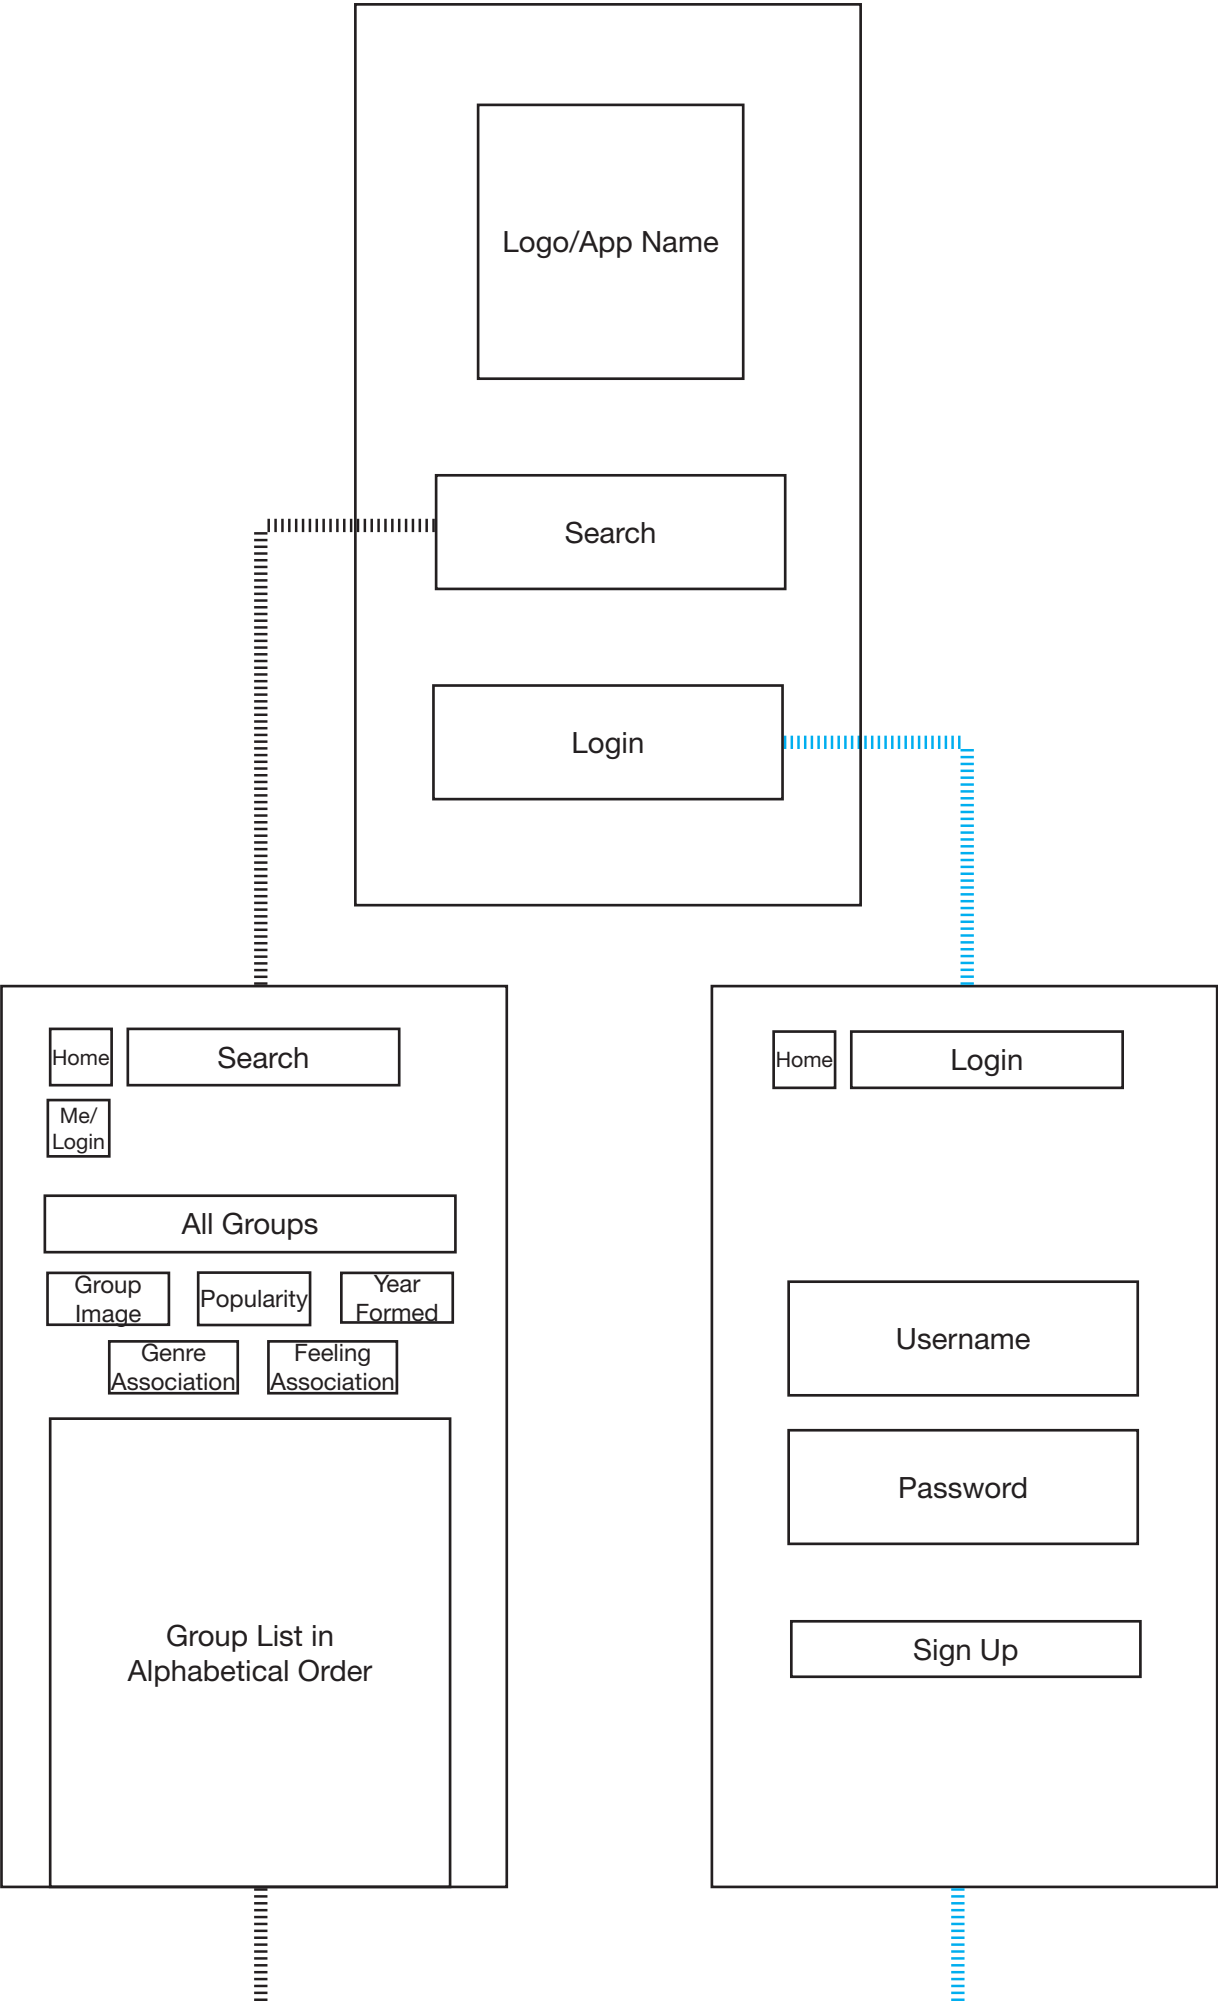 Logo/App Name
Search
Login
Home
Search
Me/
Login
All Groups
Group
Image
Popularity
Year
Formed
Genre
Association
Feeling
Association
Group List in
Alphabetical Order
Home
Login
Username
Password
Sign Up